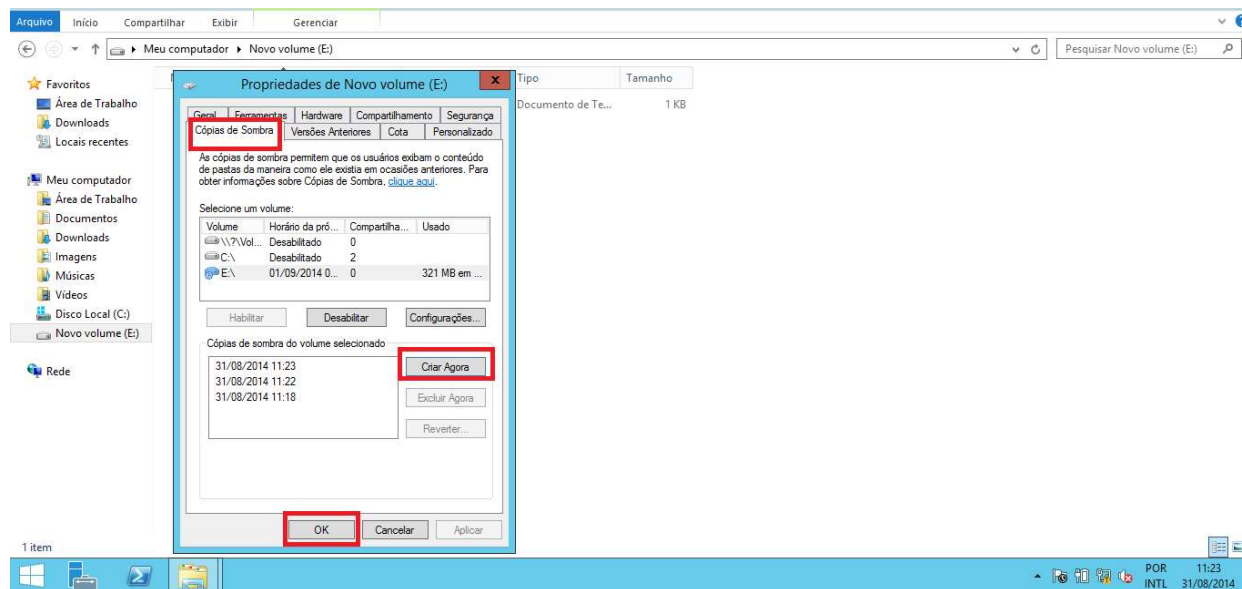 Arquivo Início Compartilhar Exibir Gerenciar
Meu computador Novo volume (E:) Pesquisar Novo volume (E:)
Favoritos
Área de Trabalho
Downloads
Locais recentes
Meu computador
Área de Trabalho
Documentos
Downloads
Imagens
Músicas
Vídeos
Disco Local (C:)
Novo volume (E:)
Rede
Tipo Tamanho
Documento de Te... 1 KB
Propriedades de Novo volume (E:)
Geral Ferramentas Hardware Compartilhamento Segurança
Cópias de Sombra Versões Anteriores Cota Personalizado
As cópias de sombra permitem que os usuários exibam o conteúdo
de pastas da maneira como ele existia em ocasiões anteriores. Para
obter informações sobre Cópias de Sombra, clique aqui.
Selecione um volume:
Volume Horário da pró... Compartilha... Usado
\\?\Vol... Desabilitado 0
C:\ Desabilitado 2
E:\ 01/09/2014 0... 0 321 MB em ...
Habilitar Desabilitar Configurações...
Cópias de sombra do volume selecionado
31/08/2014 11:23
31/08/2014 11:22
31/08/2014 11:18
Criar Agora
Excluir Agora
Reverter...
OK Cancelar Aplicar
1 item
POR 11:23
INTL 31/08/2014